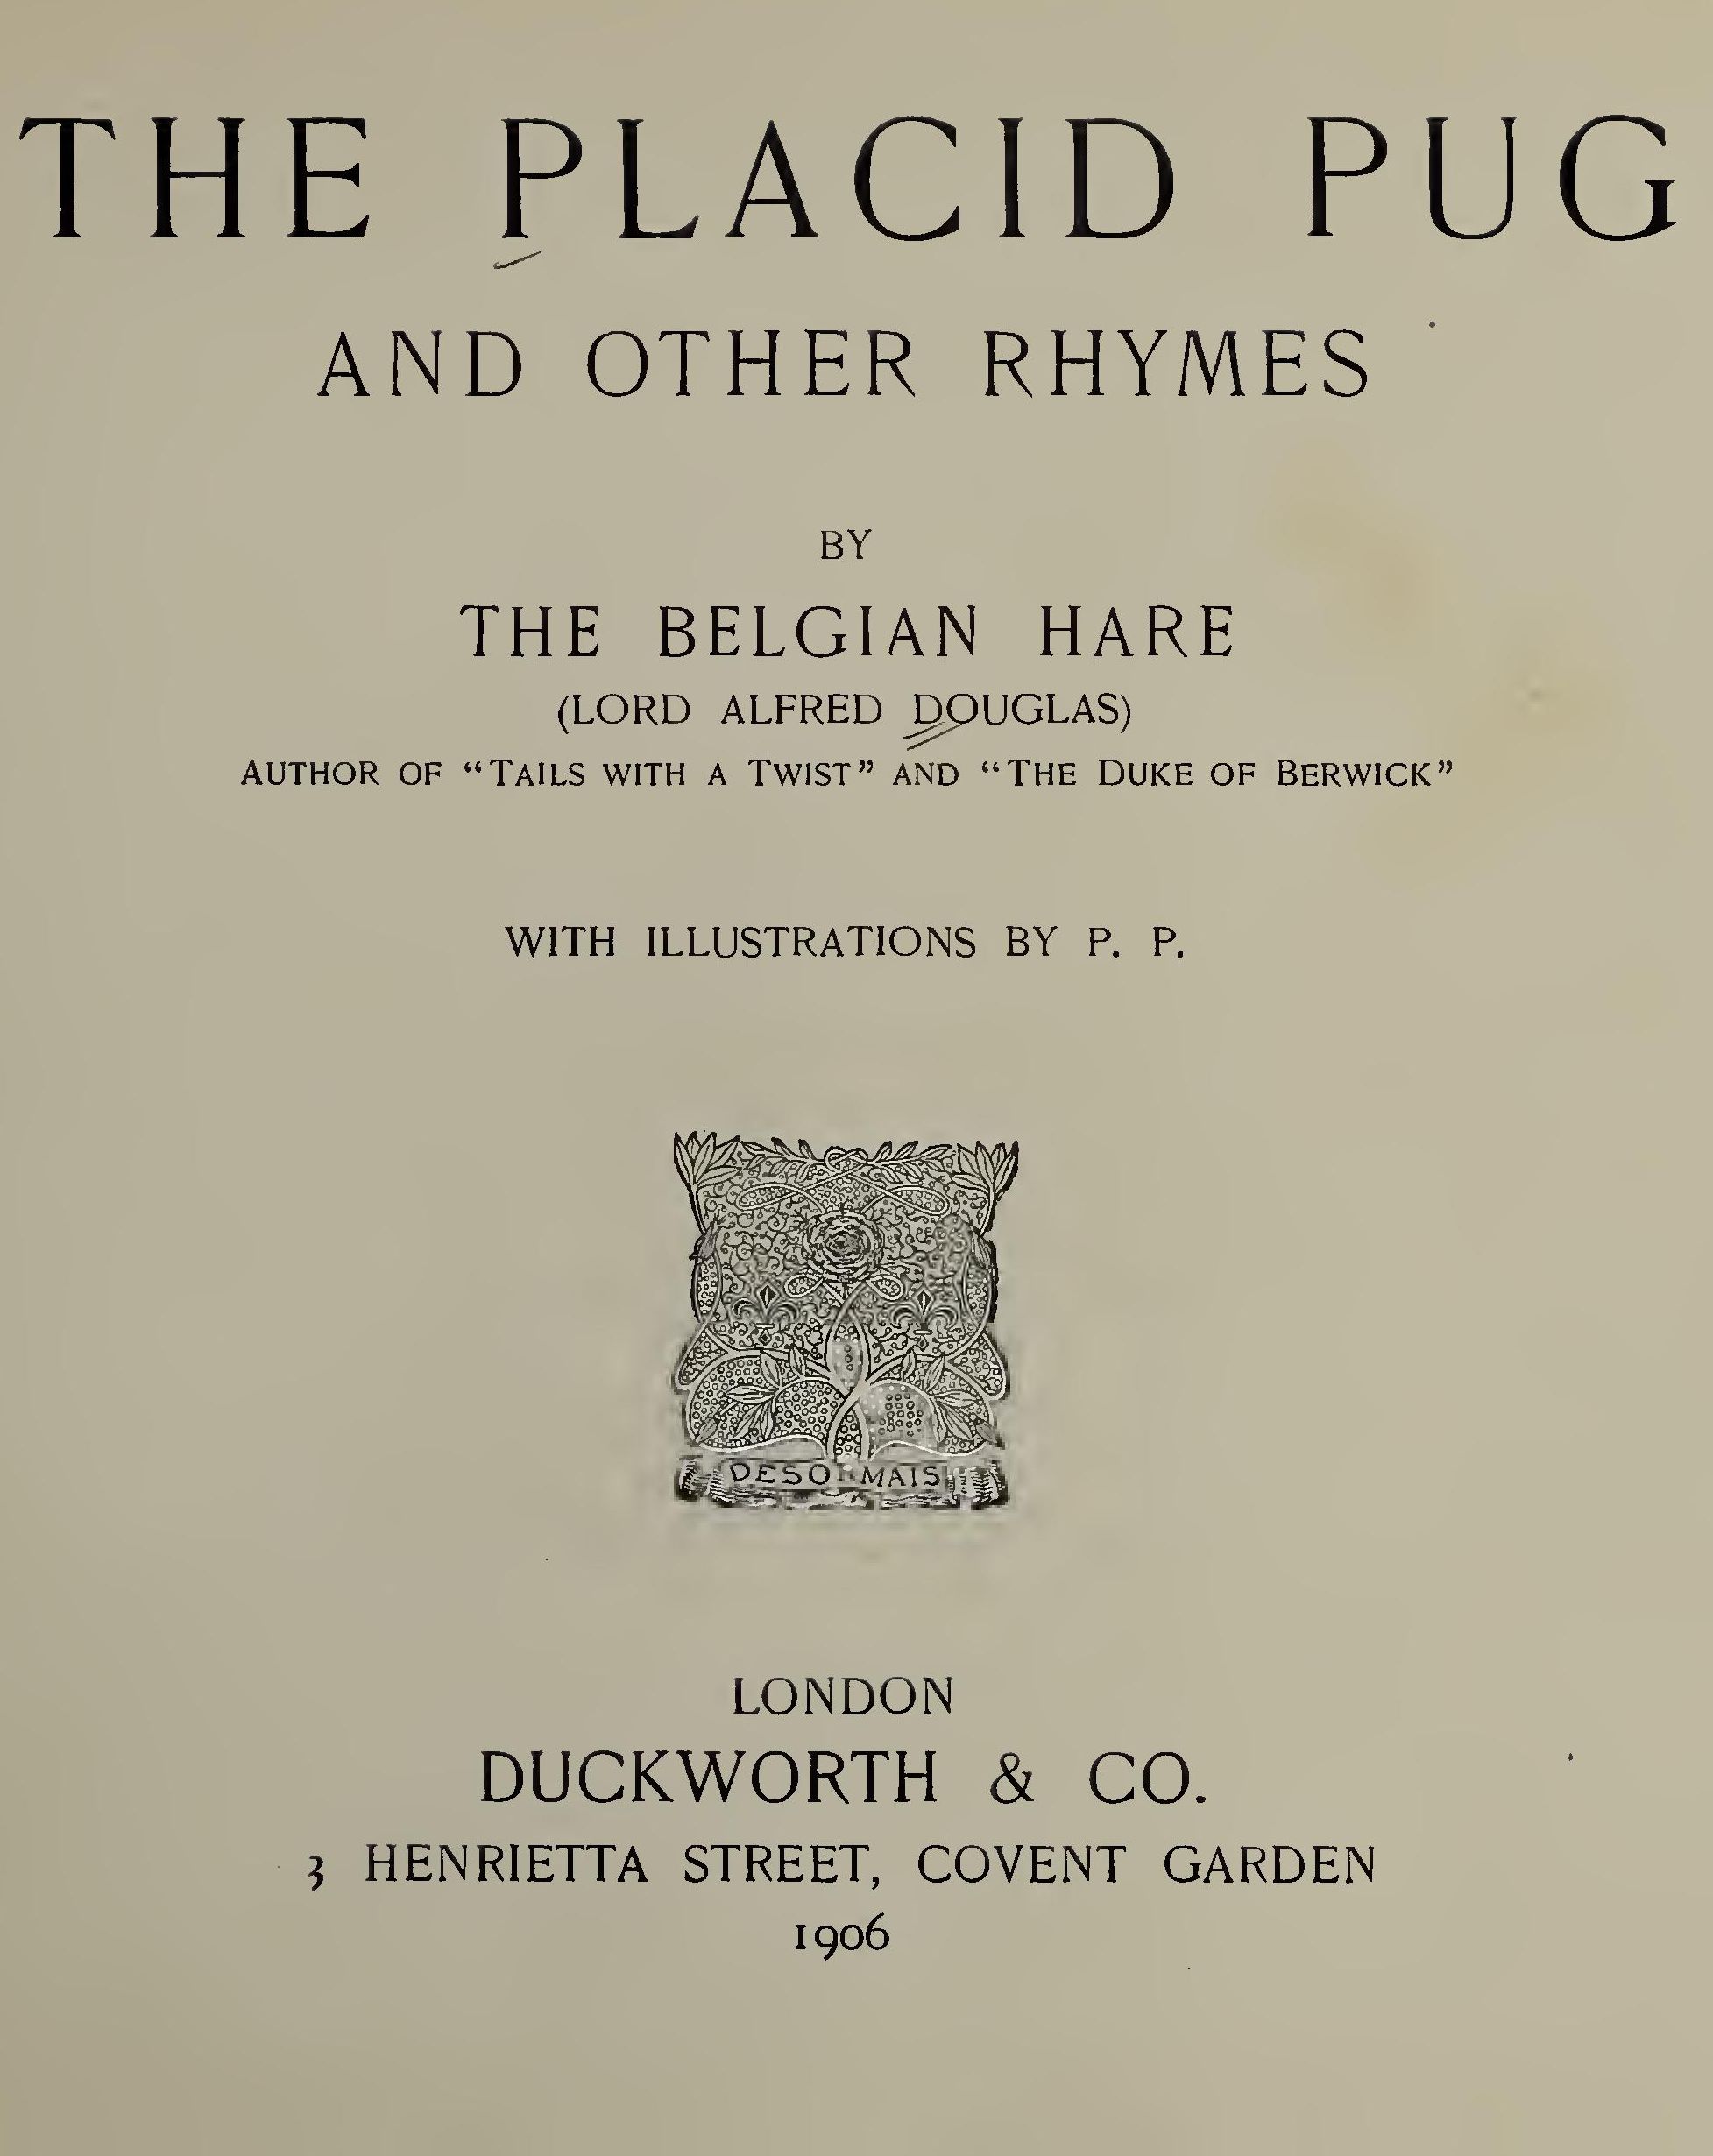 THE PLACID PUG
AND OTHER RHYMES
BY
THE BELGIAN HARE
(LORD ALFRED DOUGLAS)
AUTHOR OF “TAILS WITH A TWIST” AND “THE DUKE OF BERWICK”
WITH ILLUSTRATIONS BY P. P.
DESORMAIS
LONDON
DUCKWORTH & CO.
3 HENRIETTA STREET, COVENT GARDEN
1906